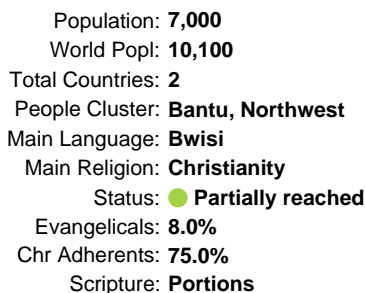 Population: 7,000
World Popl: 10,100
Total Countries: 2
People Cluster: Bantu, Northwest
Main Language: Bwisi
Main Religion: Christianity
Status: Partially reached
Evangelicals: 8.0%
Chr Adherents: 75.0%
Scripture: Portions